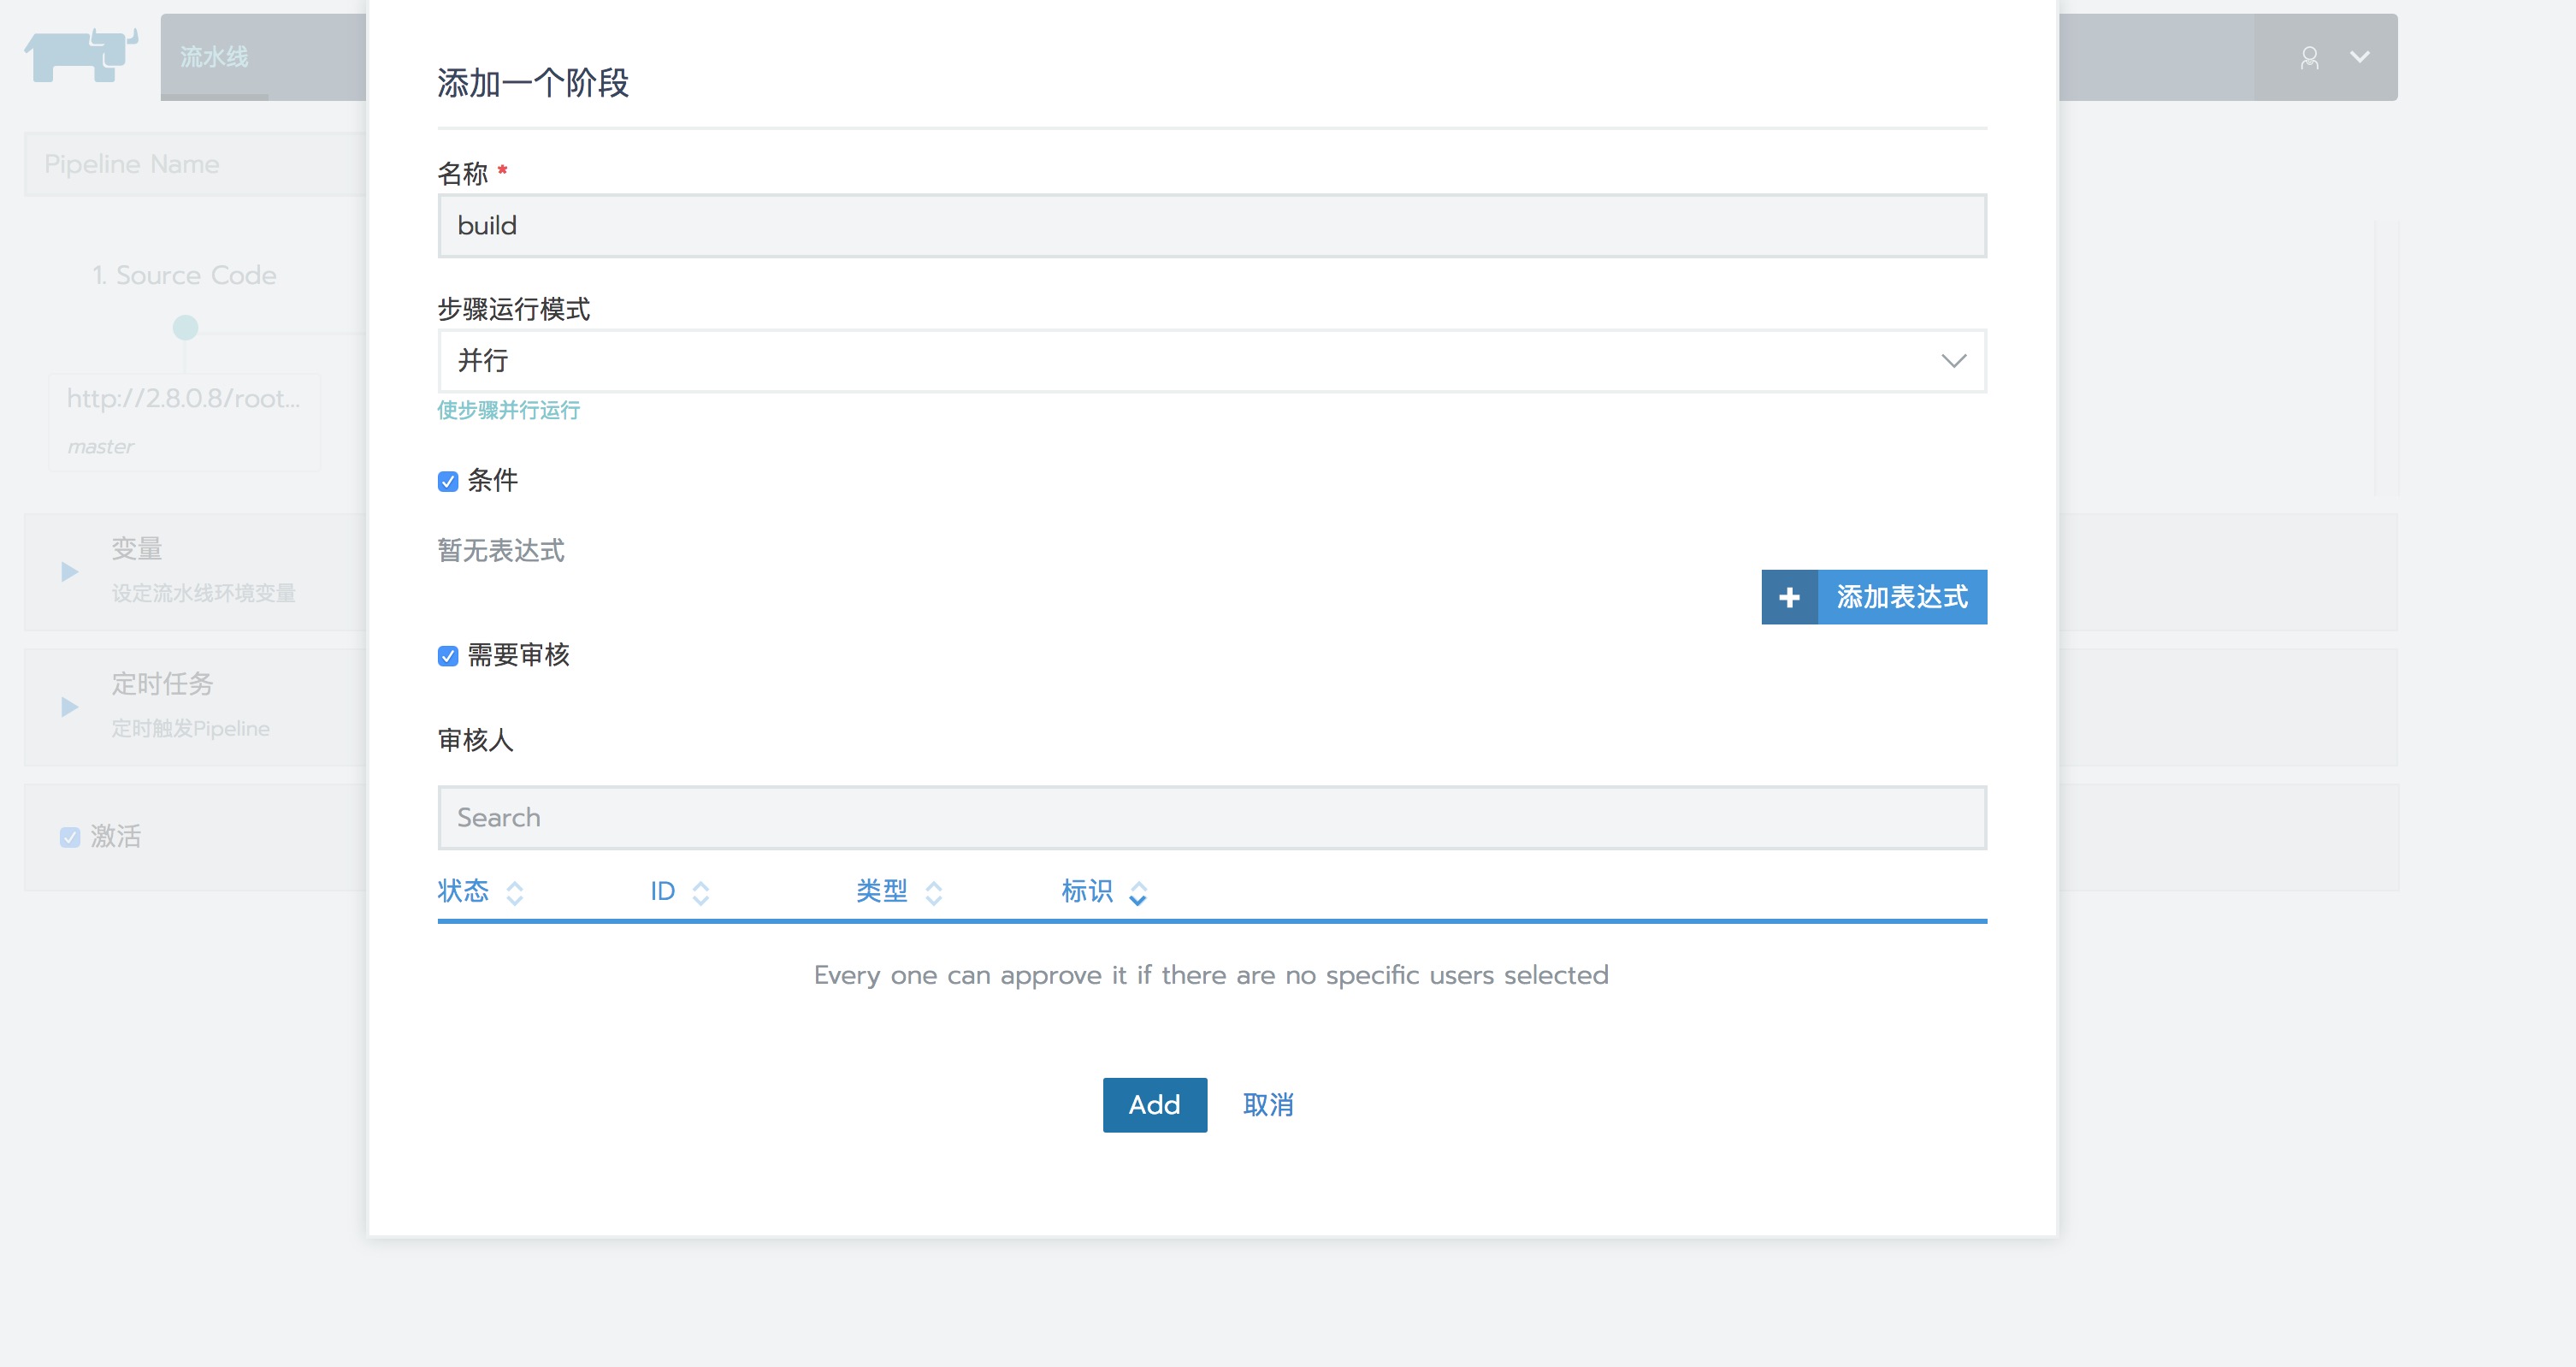 流水线
Pipeline Name
1. Source Code
http://2.8.0.8/root...
master
变量
设定流水线环境变量
定时任务
定时触发Pipeline
激活
添加一个阶段
名称 *
build
步骤运行模式
并行
使步骤并行运行
条件
暂无表达式
添加表达式
需要审核
审核人
Search
状态 ID 类型 标识
Every one can approve it if there are no specific users selected
Add 取消